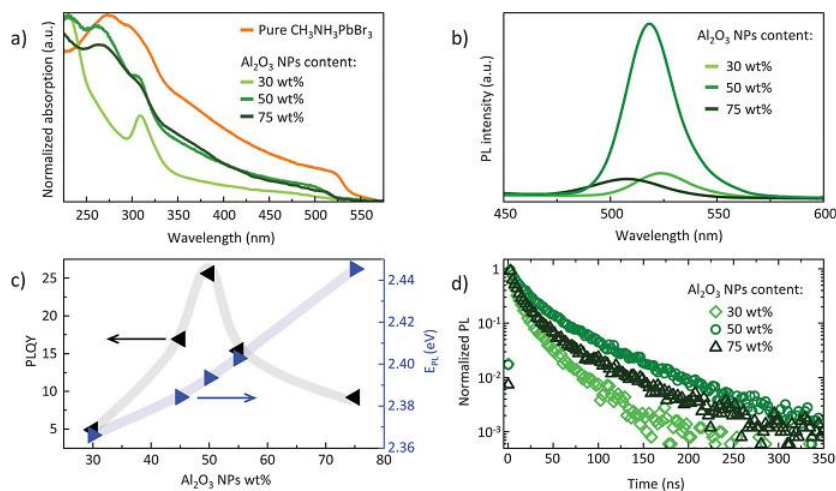 a)
Normalized absorption (a.u.)
Pure CH₃NH₃PbBr₃
Al₂O₃ NPs content:
30 wt%
50 wt%
75 wt%
250 300 350 400 450 500 550
Wavelength (nm)
b)
PL intensity (a.u.)
Al₂O₃ NPs content:
30 wt%
50 wt%
75 wt%
450 500 550 600
Wavelength (nm)
c)
PLQY
25
20
15
10
5
2.44
2.42
2.40
2.38
2.36
E_PL (eV)
30 40 50 60 70 80
Al₂O₃ NPs wt%
d)
Normalized PL
1
10⁻¹
10⁻²
10⁻³
Al₂O₃ NPs content:
30 wt%
50 wt%
75 wt%
0 50 100 150 200 250 300 350
Time (ns)